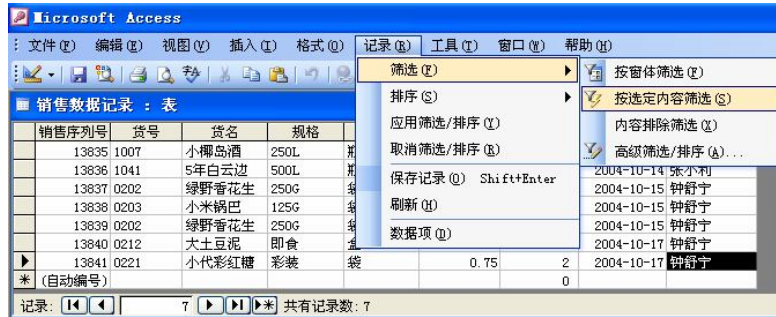 Microsoft Access
文件(F) 编辑(E) 视图(V) 插入(I) 格式(O) 记录(R) 工具(T) 窗口(W) 帮助(H)
筛选(F)
按窗体筛选(F)
排序(S)
按选定内容筛选(S)
应用筛选/排序(Y)
内容排除筛选(X)
取消筛选/排序(R)
高级筛选/排序(A)...
保存记录(O) Shift+Enter
刷新(H)
数据项(D)
销售数据记录 : 表
销售序列号 货号 货名 规格
13835 1007 小椰岛酒 250L 瓶
13836 1041 5年白云边 500L 瓶 2004-10-14 张小利
13837 0202 绿野香花生 250G 袋 2004-10-15 钟舒宁
13838 0203 小米锅巴 125G 袋 2004-10-15 钟舒宁
13839 0202 绿野香花生 250G 袋 2004-10-15 钟舒宁
13840 0212 大土豆泥 即食 盒 2004-10-17 钟舒宁
13841 0221 小代彩红糖 彩装 袋 0.75 2 2004-10-17 钟舒宁
(自动编号) 0
记录: 7 共有记录数: 7